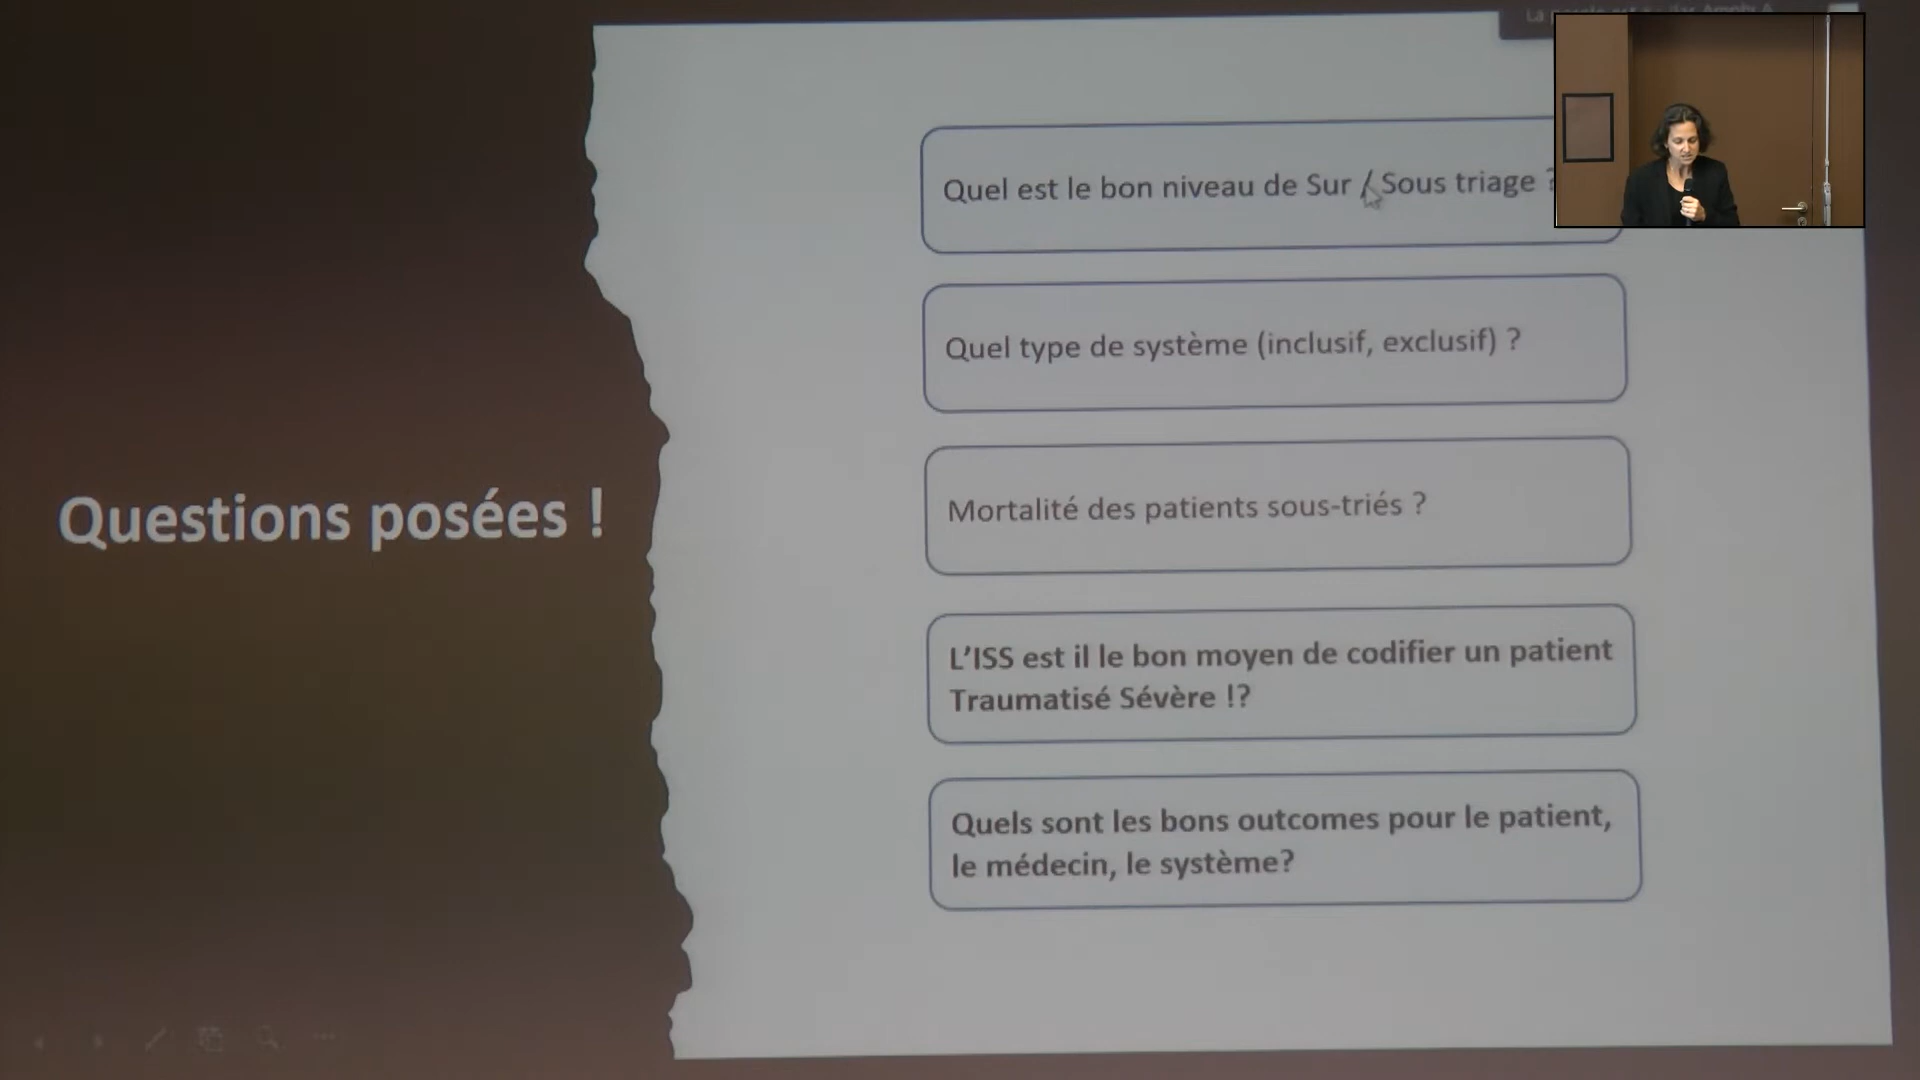 Questions posées !
Quel est le bon niveau de Sur / Sous triage ?
Quel type de système (inclusif, exclusif) ?
Mortalité des patients sous-triés ?
L’ISS est il le bon moyen de codifier un patient
Traumatisé Sévère !?
Quels sont les bons outcomes pour le patient,
le médecin, le système?